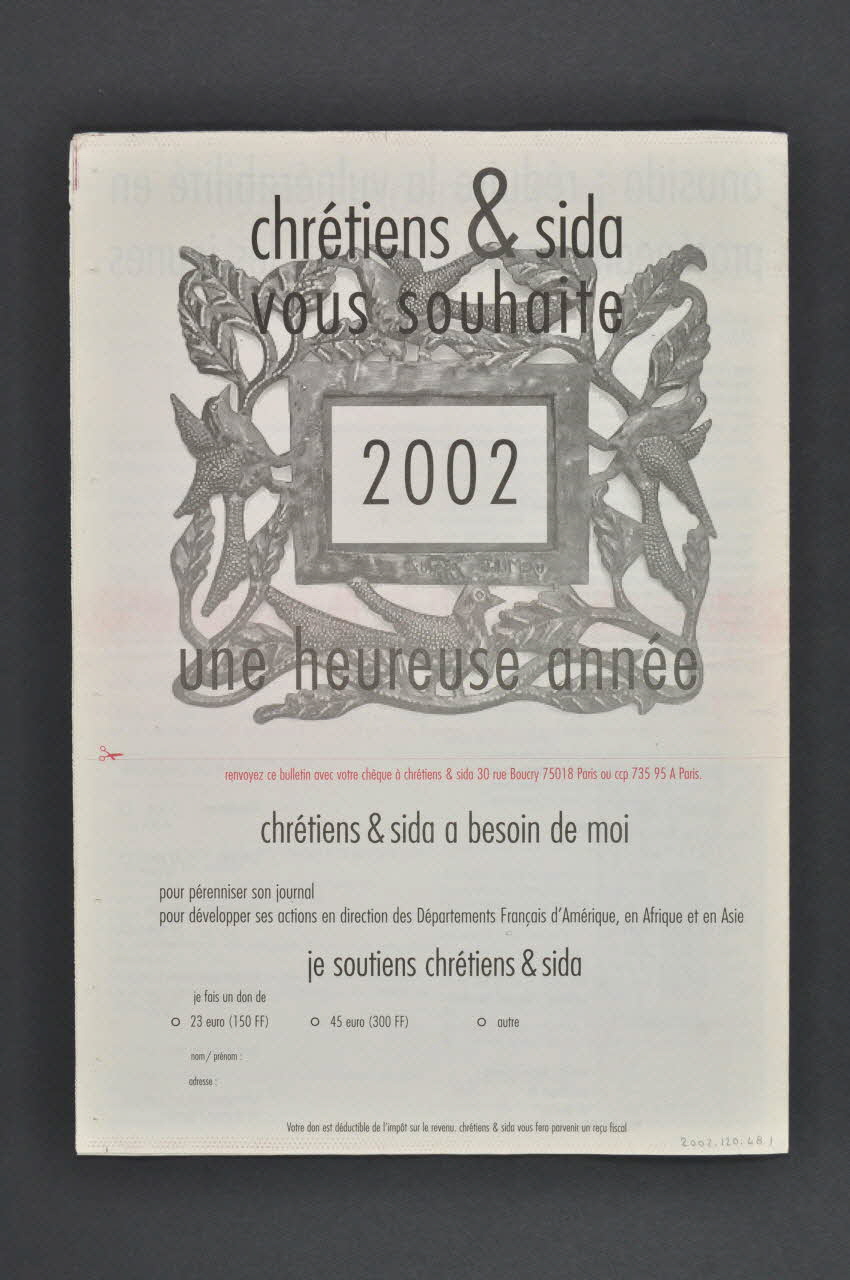 chrétiens & sida
vous souhaite
2002
une heureuse année
renvoyez ce bulletin avec votre chèque à chrétiens & sida 30 rue Boucry 75018 Paris ou ccp 735 95 A Paris.
chrétiens & sida a besoin de moi
pour pérenniser son journal
pour développer ses actions en direction des Départements Français d'Amérique, en Afrique et en Asie
je soutiens chrétiens & sida
je fais un don de
23 euro (150 FF) 45 euro (300 FF) autre
nom / prénom :
adresse :
Votre don est déductible de l'impôt sur le revenu. chrétiens & sida vous fera parvenir un reçu fiscal
2002.120.48.1